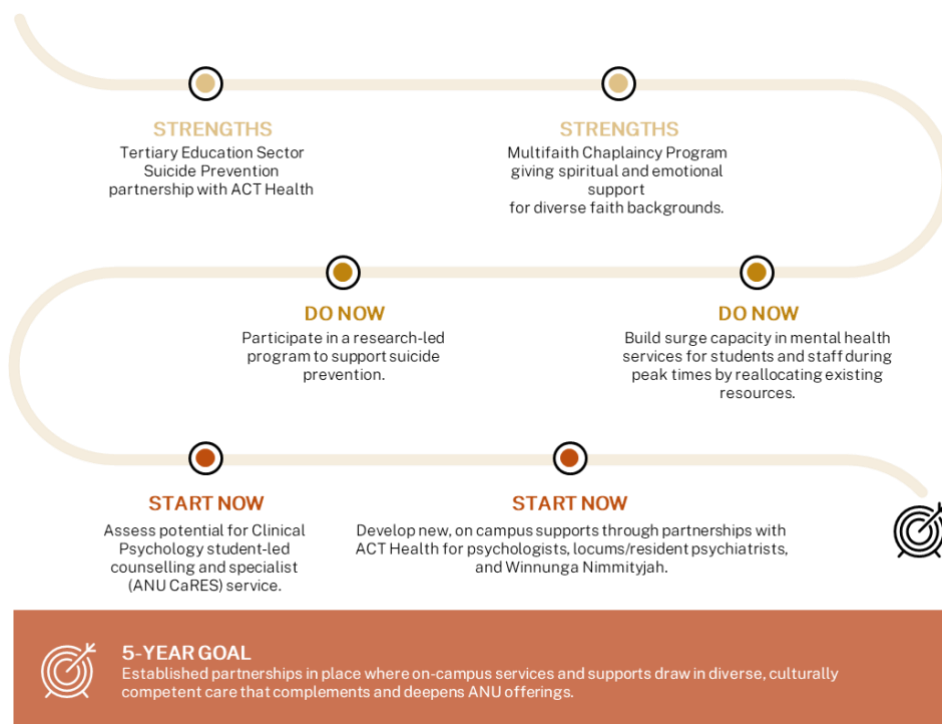 STRENGTHS
Tertiary Education Sector
Suicide Prevention
partnership with ACT Health
STRENGTHS
Multifaith Chaplaincy Program
giving spiritual and emotional
support
for diverse faith backgrounds.
DO NOW
Participate in a research-led
program to support suicide
prevention.
DO NOW
Build surge capacity in mental health
services for students and staff during
peak times by reallocating existing
resources.
START NOW
Assess potential for Clinical
Psychology student-led
counselling and specialist
(ANU CaRES) service.
START NOW
Develop new, on campus supports through partnerships with
ACT Health for psychologists, locums/resident psychiatrists,
and Winnunga Nimmityjah.
5-YEAR GOAL
Established partnerships in place where on-campus services and supports draw in diverse, culturally
competent care that complements and deepens ANU offerings.